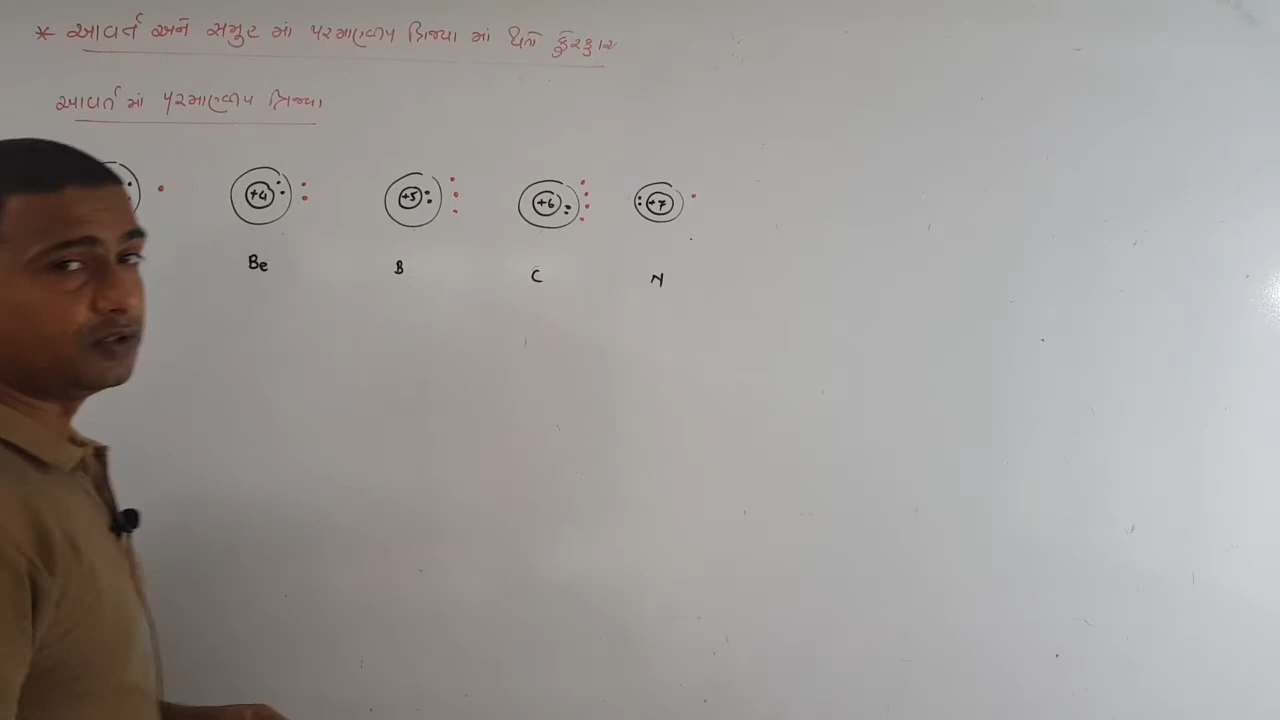 * આવર્ત અને સમુહ માં પરમાણ્વીય ત્રિજ્યા માં થતો ફેરફાર
આવર્ત માં પરમાણ્વીય ત્રિજ્યા
+4 +5 +6 +7
Be B C N